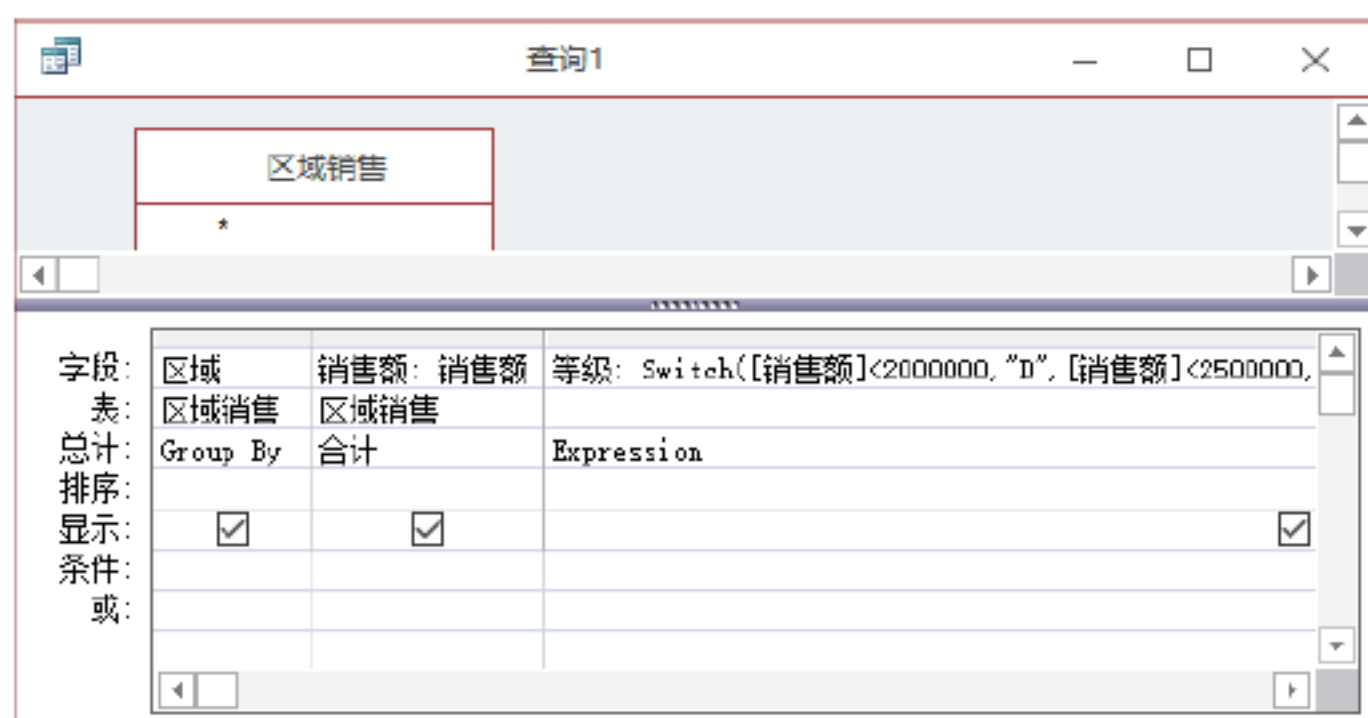 查询1
区域销售
*
字段: 区域 销售额: 销售额 等级: Switch([销售额]<2000000,"D",[销售额]<2500000,
表: 区域销售 区域销售
总计: Group By 合计 Expression
排序:
显示:
条件:
或: